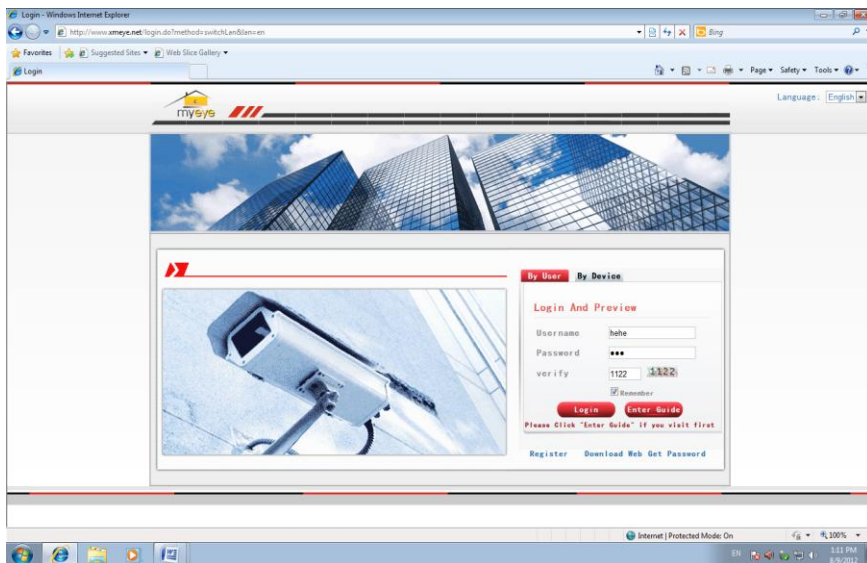 Login - Windows Internet Explorer
http://www.xmeye.net/login.do?method=switchLan&lan=en
Bing
Favorites Suggested Sites Web Slice Gallery
Login
Page Safety Tools
Language: English
myeye
By User By Device
Login And Preview
Username hehe
Password
verify 1122 1122
Remember
Login Enter Guide
Please Click "Enter Guide" if you visit first
Register Download Web Get Password
Internet | Protected Mode: On 100%
EN 1:11 PM
8/9/2012